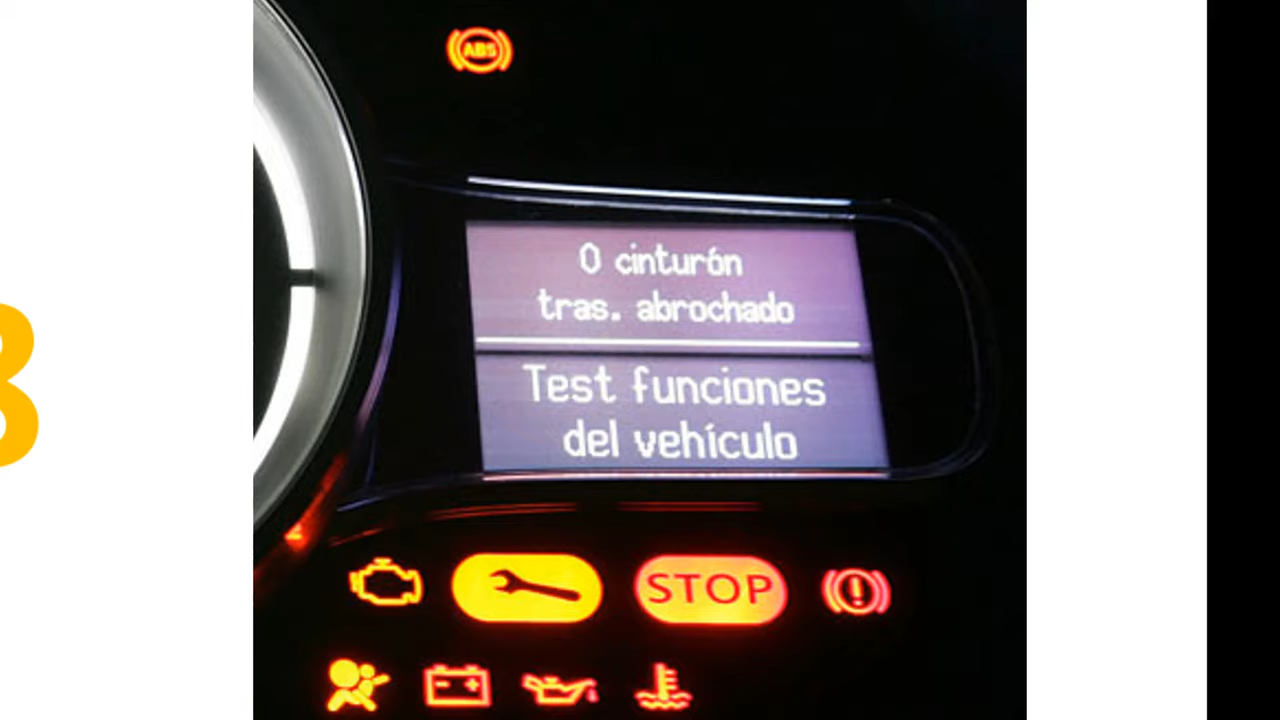 ABS
0 cinturón
tras. abrochado
Test funciones
del vehículo
STOP